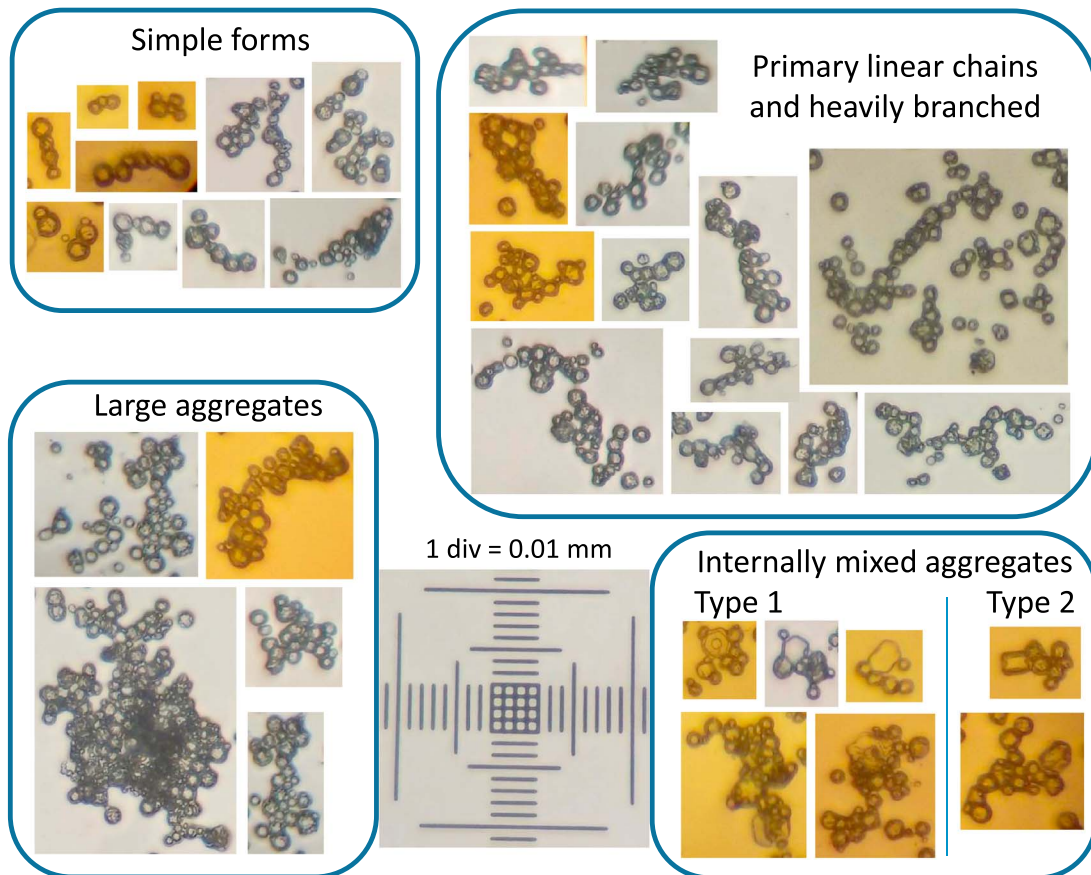 Simple forms
Primary linear chains
and heavily branched
Large aggregates
1 div = 0.01 mm
Internally mixed aggregates
Type 1
Type 2